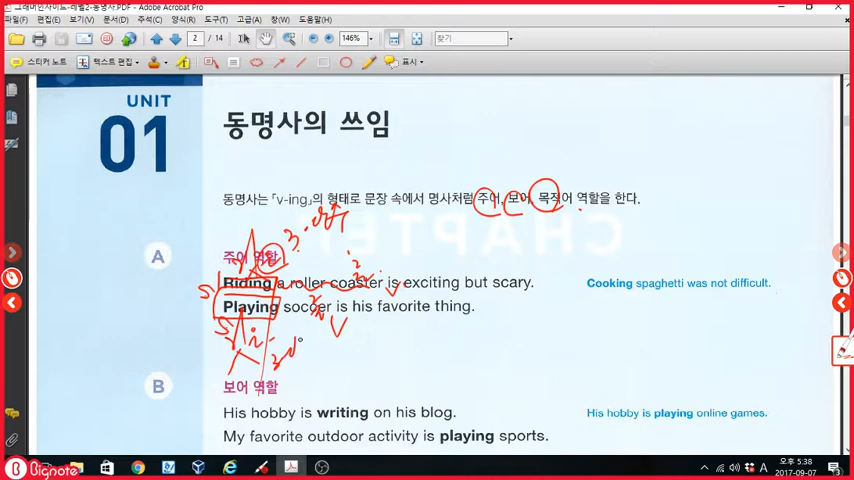 그래머인사이트-레벨2-동명사.PDF - Adobe Acrobat Pro
파일(F) 편집(E) 보기(V) 문서(D) 주석(C) 양식(R) 도구(T) 고급(A) 창(W) 도움말(H)
2 / 14 146% 찾기
스티커 노트 텍스트 편집 표시
UNIT
01
동명사의 쓰임
동명사는 「v-ing」의 형태로 문장 속에서 명사처럼 주어, 보어, 목적어 역할을 한다.
CHAPTER
A
주어 역할
Riding a roller coaster is exciting but scary.
Cooking spaghetti was not difficult.
Playing soccer is his favorite thing.
B
보어 역할
His hobby is writing on his blog.
His hobby is playing online games.
My favorite outdoor activity is playing sports.
Bignote
A
오후 5:38
2017-09-07